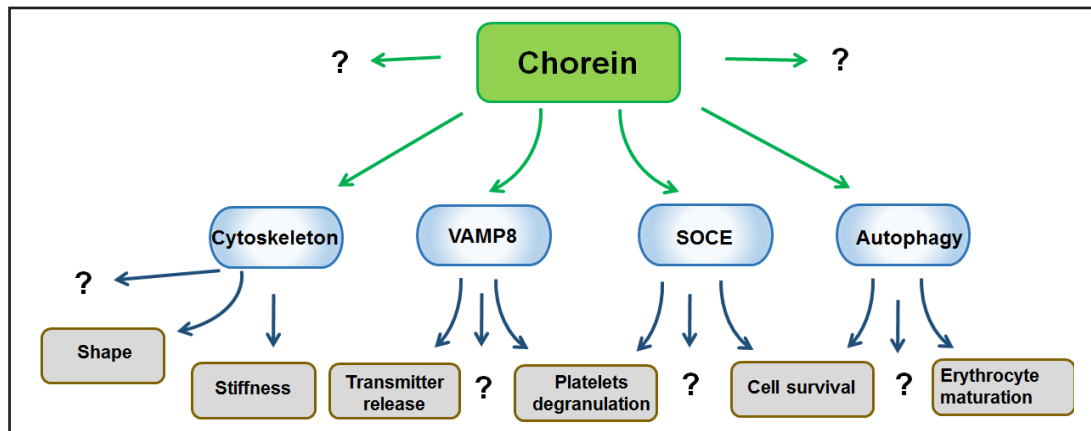 Chorein
?
?
Cytoskeleton
VAMP8
SOCE
Autophagy
?
Shape
Stiffness
Transmitter
release
?
Platelets
degranulation
?
Cell survival
?
Erythrocyte
maturation